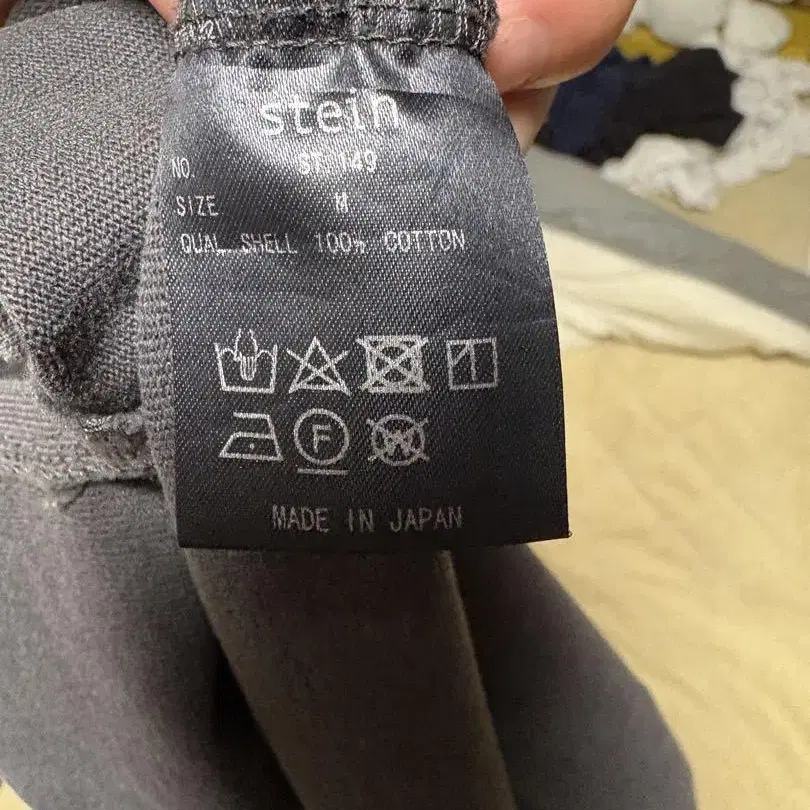 stein
NO. ST.149
SIZE M
QUAL SHELL 100% COTTON
F
W
MADE IN JAPAN